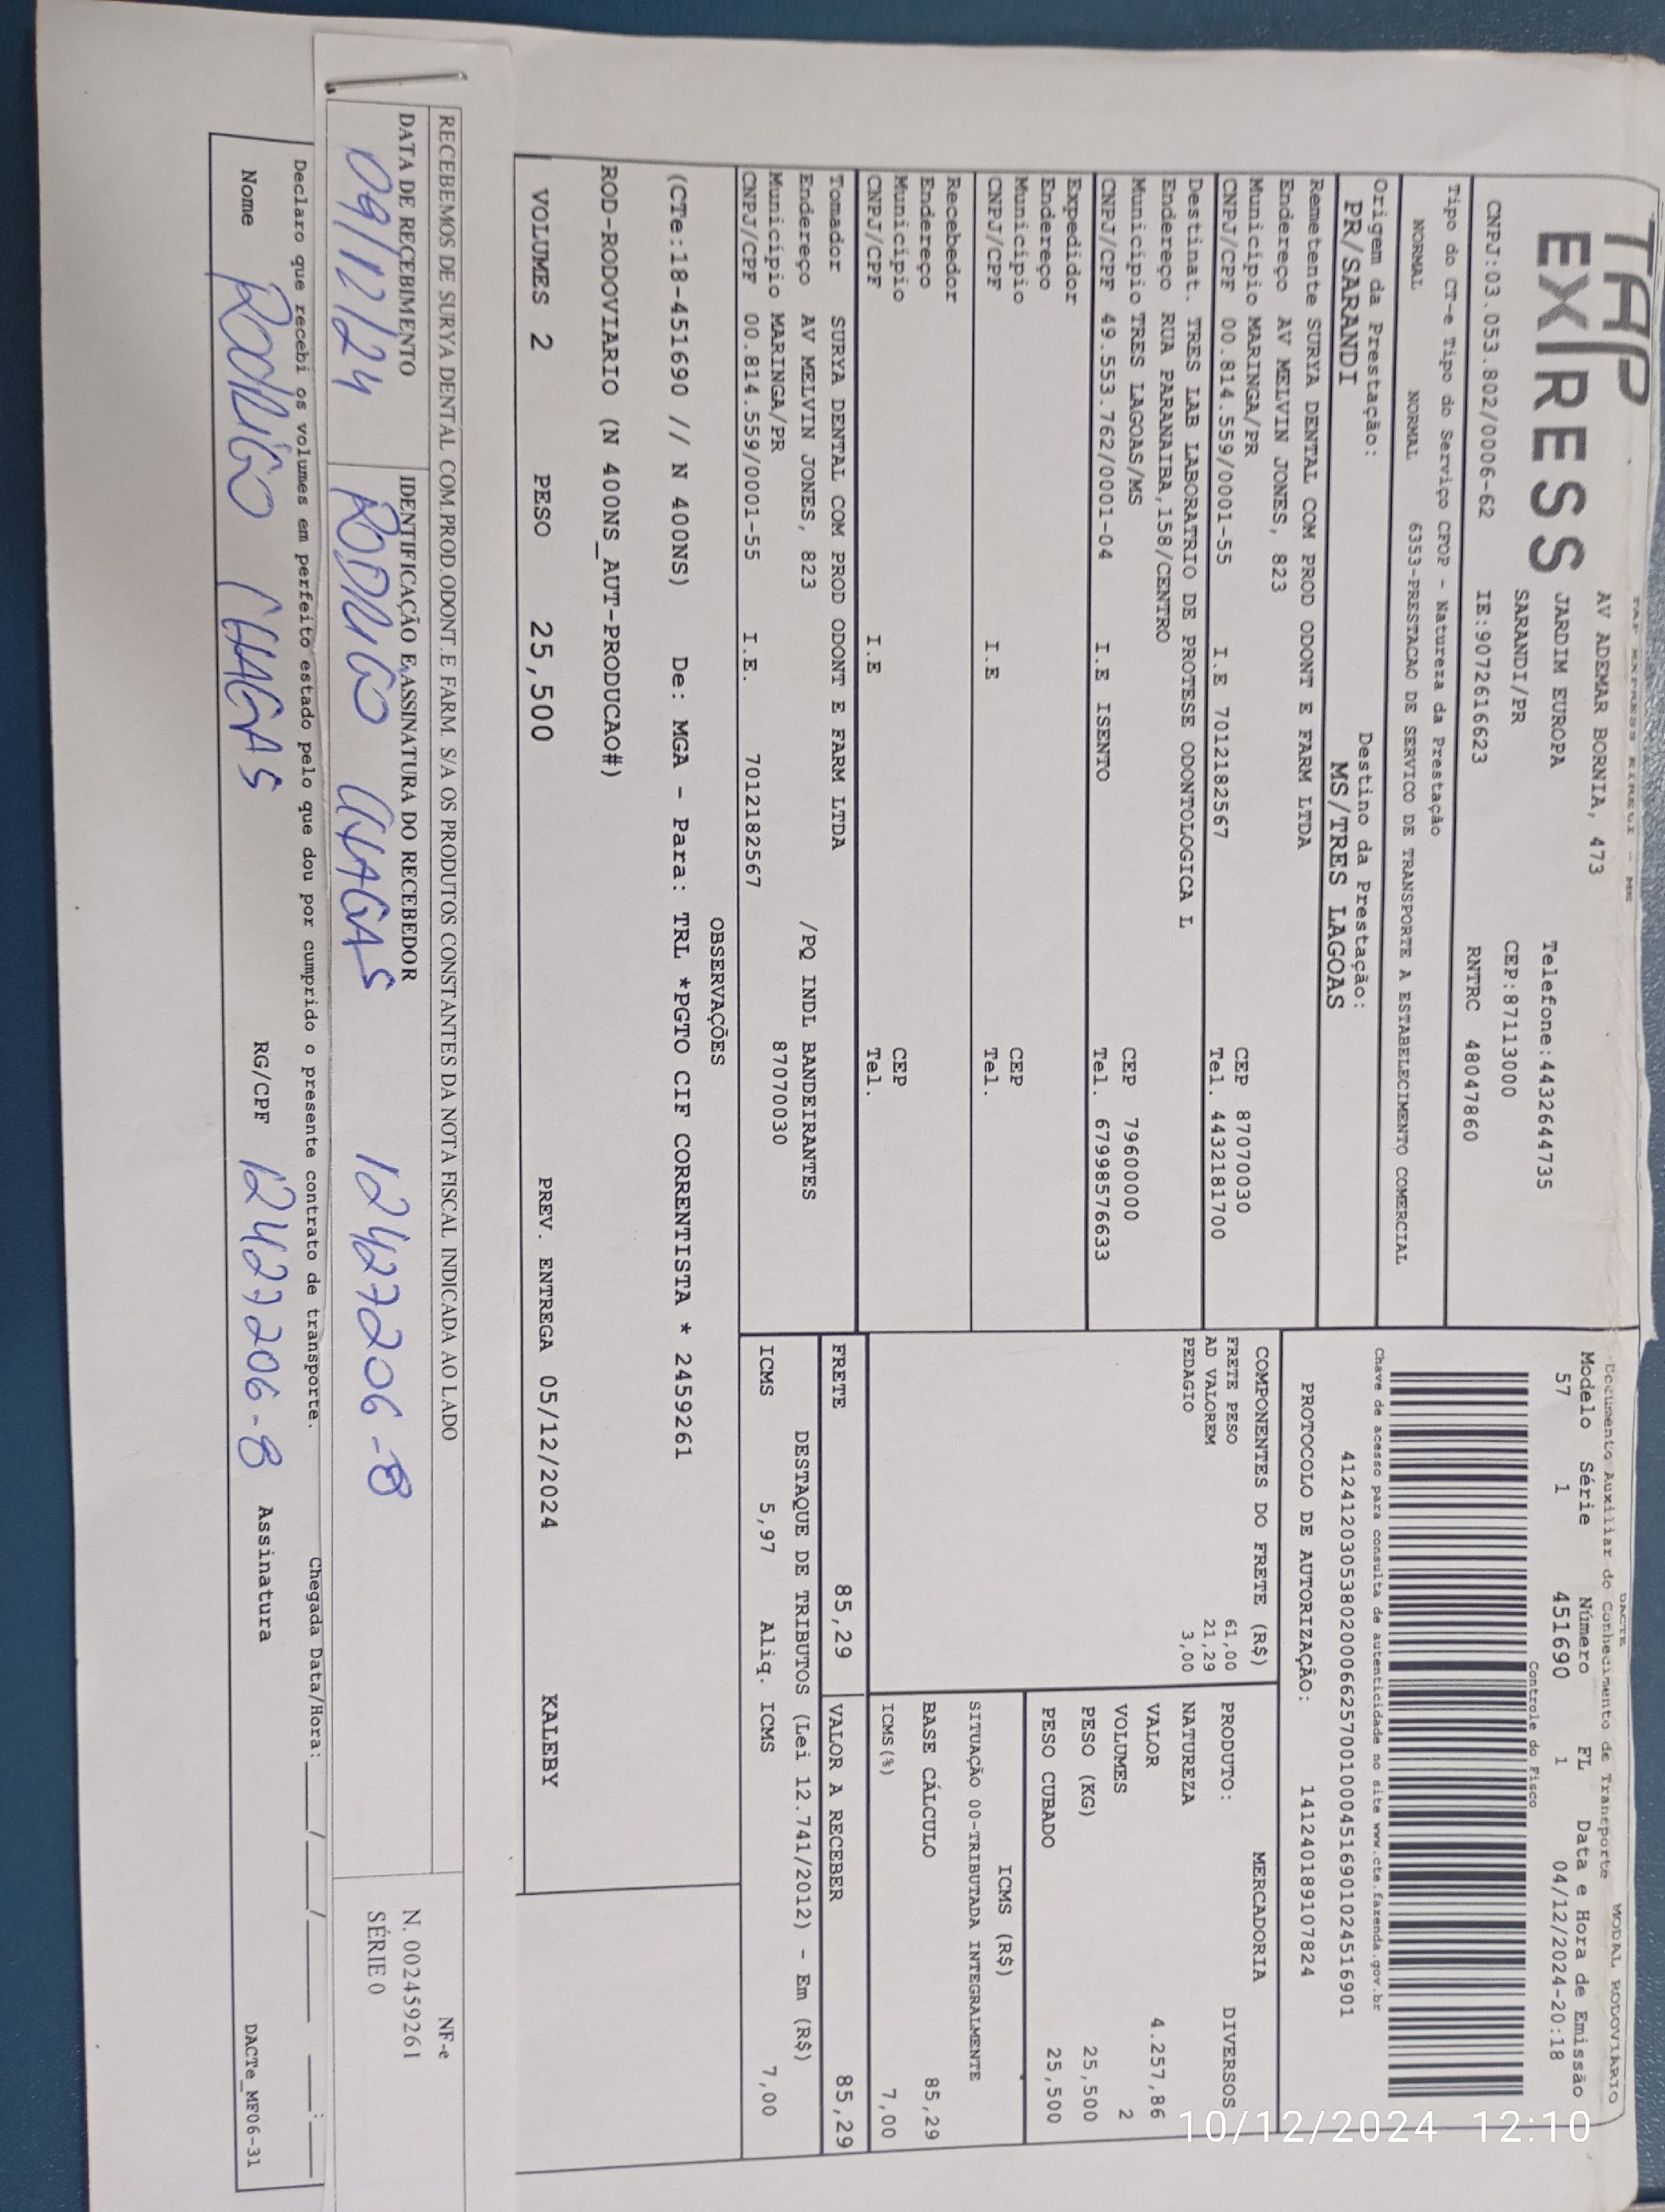 TAP
EXPRESS
AV ADEMAR BORNIA, 473
JARDIM EUROPA Telefone:4432644735
SARANDI/PR CEP:87113000
CNPJ:03.053.802/0006-62 IE:9072616623 RNTRC 48047860
Tipo do CT-e Tipo do Serviço CFOP - Natureza da Prestação
NORMAL NORMAL 6353-PRESTACAO DE SERVICO DE TRANSPORTE A ESTABELECIMENTO COMERCIAL
Origem da Prestação: Destino da Prestação:
PR/SARANDI MS/TRES LAGOAS
DACTE MODAL RODOVIARIO
Documento Auxiliar do Conhecimento de Transporte
Modelo Série Número FL Data e Hora de Emissão
57 1 451690 1 04/12/2024-20:18
Controle do Fisco
Chave de acesso para consulta de autenticidade no site www.cte.fazenda.gov.br
41241203053802000662570010004516901024516901
PROTOCOLO DE AUTORIZAÇÃO: 141240189107824
Remetente SURYA DENTAL COM PROD ODONT E FARM LTDA
Endereço AV MELVIN JONES, 823
Município MARINGA/PR CEP 87070030
CNPJ/CPF 00.814.559/0001-55 I.E 7012182567 Tel. 4432181700
Destinat. TRES LAB LABORATRIO DE PROTESE ODONTOLOGICA L
Endereço RUA PARANAIBA,158/CENTRO
Município TRES LAGOAS/MS CEP 79600000
CNPJ/CPF 49.553.762/0001-04 I.E ISENTO Tel. 67998576633
Expedidor
Endereço
Município CEP
CNPJ/CPF I.E Tel.
Recebedor
Endereço
Município CEP
CNPJ/CPF I.E Tel.
Tomador SURYA DENTAL COM PROD ODONT E FARM LTDA
Endereço AV MELVIN JONES, 823 /PQ INDL BANDEIRANTES
Município MARINGA/PR 87070030
CNPJ/CPF 00.814.559/0001-55 I.E. 7012182567
COMPONENTES DO FRETE (R$)
FRETE PESO 61,00
AD VALOREM 21,29
PEDAGIO 3,00
MERCADORIA
PRODUTO: DIVERSOS
NATUREZA
VALOR 4.257,86
VOLUMES 2
PESO (KG) 25,500
PESO CUBADO 25,500
ICMS (R$)
SITUAÇÃO 00-TRIBUTADA INTEGRALMENTE
BASE CÁLCULO 85,29
ICMS(%) 7,00
FRETE 85,29 VALOR A RECEBER 85,29
DESTAQUE DE TRIBUTOS (Lei 12.741/2012) - Em (R$)
ICMS 5,97 Aliq. ICMS 7,00
OBSERVAÇÕES
(CTe:18-451690 // N 400NS) De: MGA - Para: TRL *PGTO CIF CORRENTISTA * 2459261
ROD-RODOVIARIO (N 400NS_AUT-PRODUCAO#)
VOLUMES 2 PESO 25,500 PREV. ENTREGA 05/12/2024 KALEBY
RECEBEMOS DE SURYA DENTAL COM.PROD.ODONT.E FARM. S/A OS PRODUTOS CONSTANTES DA NOTA FISCAL INDICADA AO LADO
DATA DE RECEBIMENTO IDENTIFICAÇÃO E ASSINATURA DO RECEBEDOR
09/12/24 RODRIGO CHAGAS 12427206-8
NF-e
N. 002459261
SÉRIE 0
Declaro que recebi os volumes em perfeito estado pelo que dou por cumprido o presente contrato de transporte. Chegada Data/Hora:___/___/___ ___:___
Nome RODRIGO CHAGAS RG/CPF 12427206-8 Assinatura
DACTe_MF06-31
10/12/2024 12:10